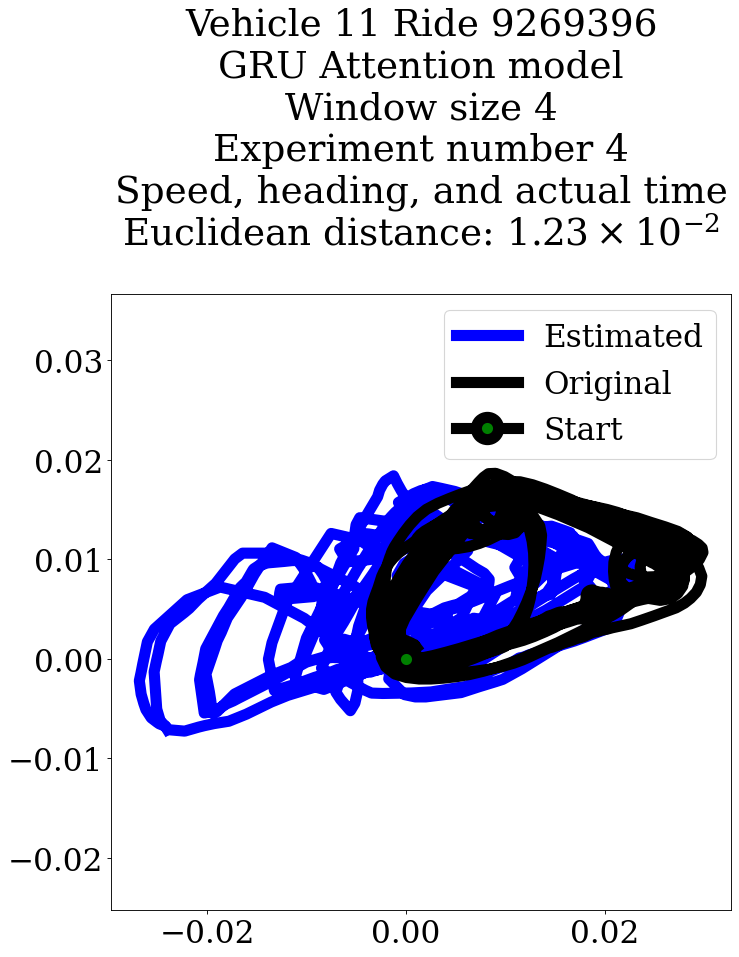 Vehicle 11 Ride 9269396
GRU Attention model
Window size 4
Experiment number 4
Speed, heading, and actual time
Euclidean distance: 1.23 × 10⁻²
Estimated
Original
Start
0.03
0.02
0.01
0.00
−0.01
−0.02
−0.02 0.00 0.02